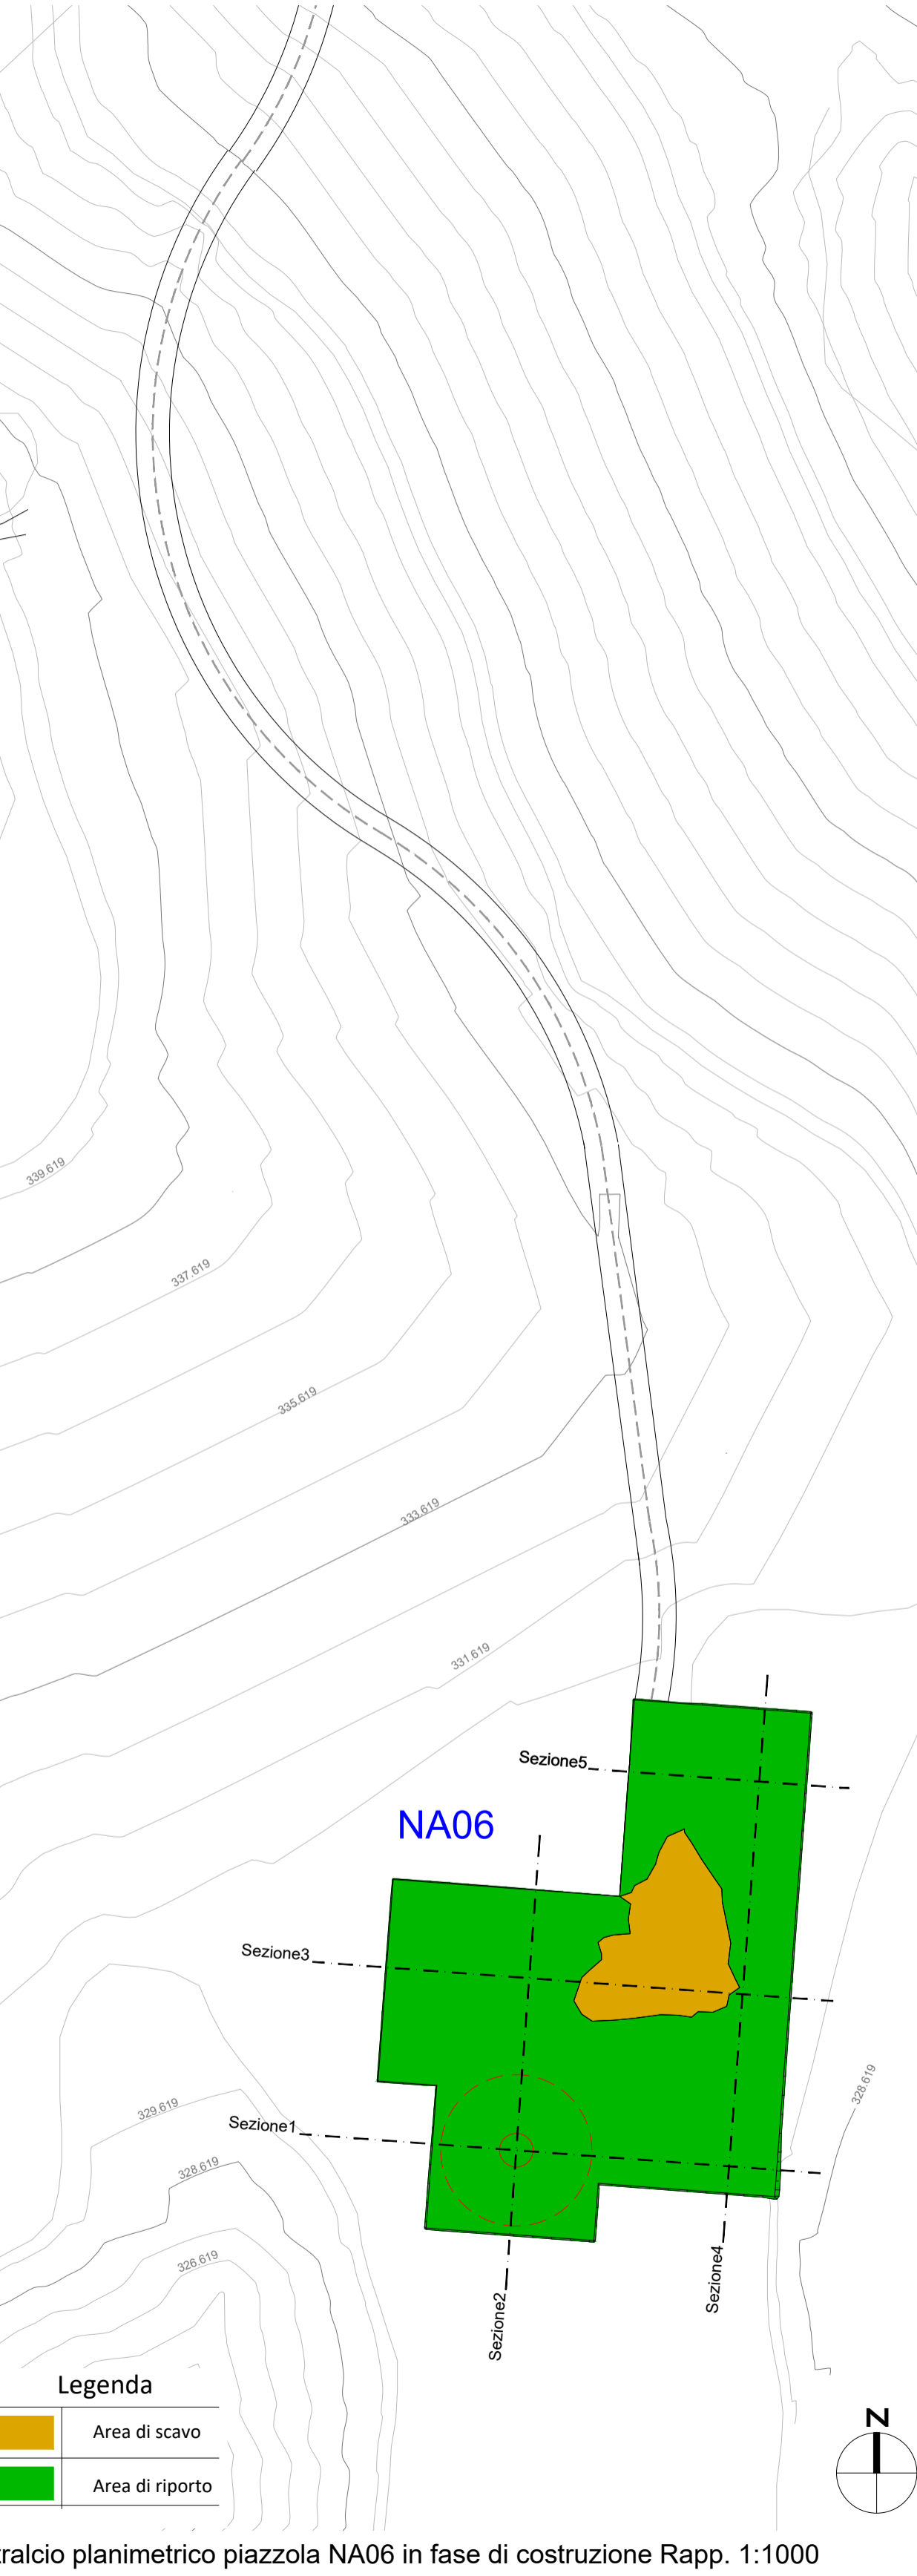 339.619
337.619
335.619
333.619
331.619
Sezione5
NA06
Sezione3
328.619
329.619
Sezione1
328.619
326.619
Sezione4
Sezione2
Legenda
Area di scavo
N
Area di riporto
planimetrico piazzola NA06 in fase di costruzione Rapp. 1:1000